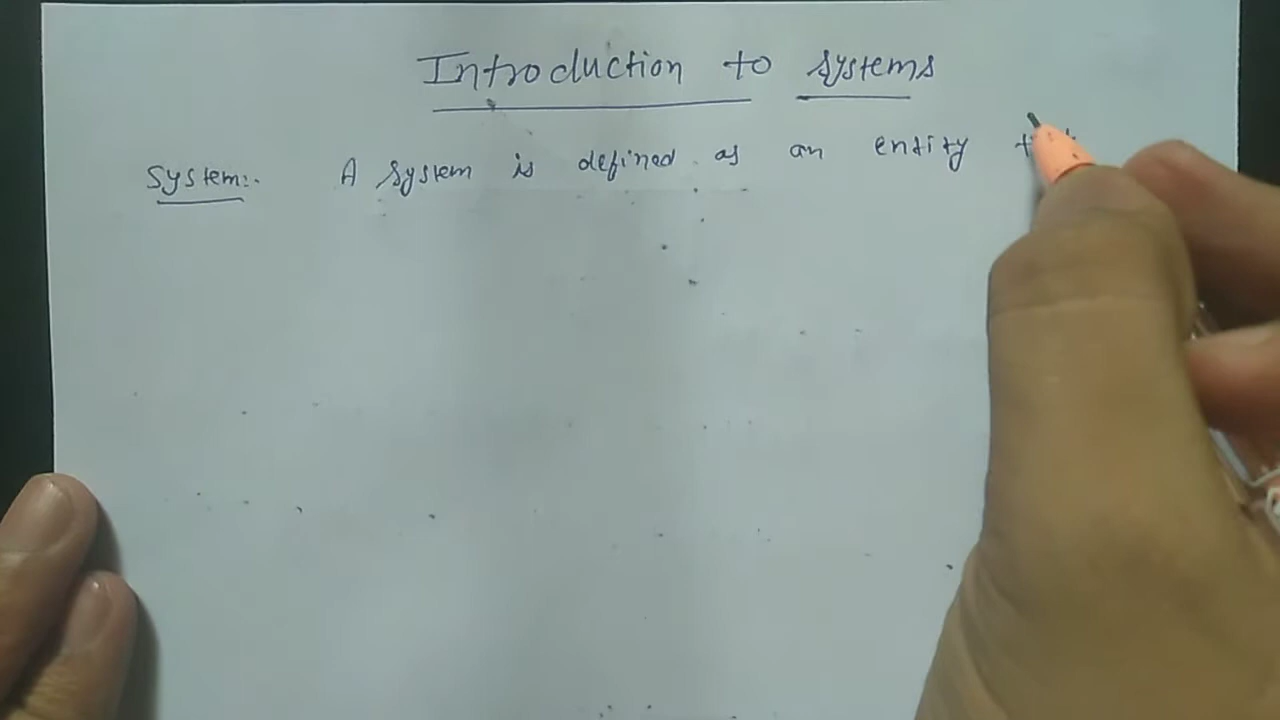 Introduction to systems
System:- A system is defined as an entity